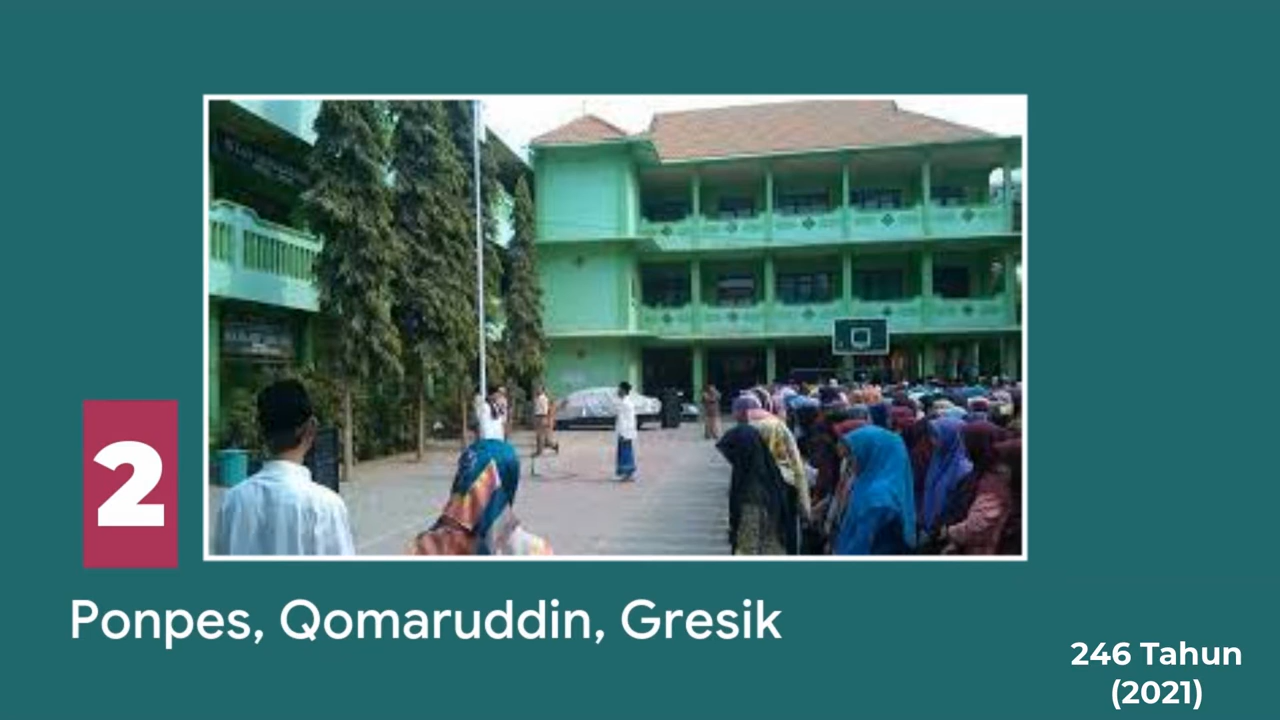 2
Ponpes, Qomaruddin, Gresik
246 Tahun
(2021)